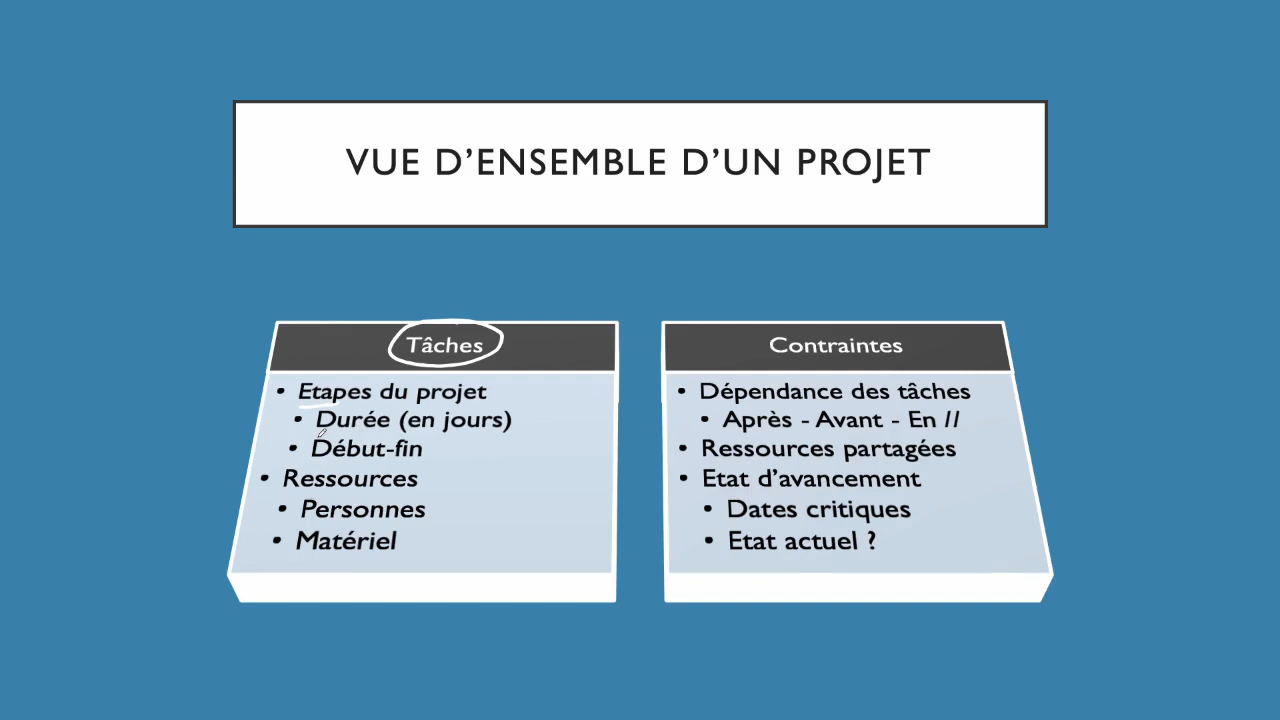 VUE D’ENSEMBLE D’UN PROJET
Tâches
• Etapes du projet
• Durée (en jours)
• Début-fin
• Ressources
• Personnes
• Matériel
Contraintes
• Dépendance des tâches
• Après - Avant - En //
• Ressources partagées
• Etat d’avancement
• Dates critiques
• Etat actuel ?